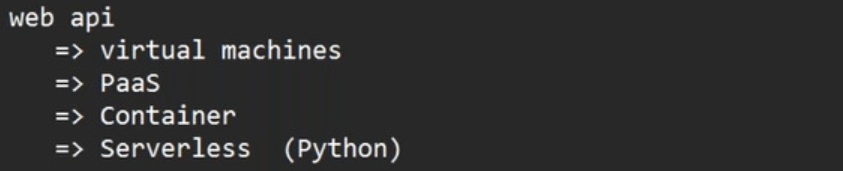 web api
=> virtual machines
=> PaaS
=> Container
=> Serverless (Python)